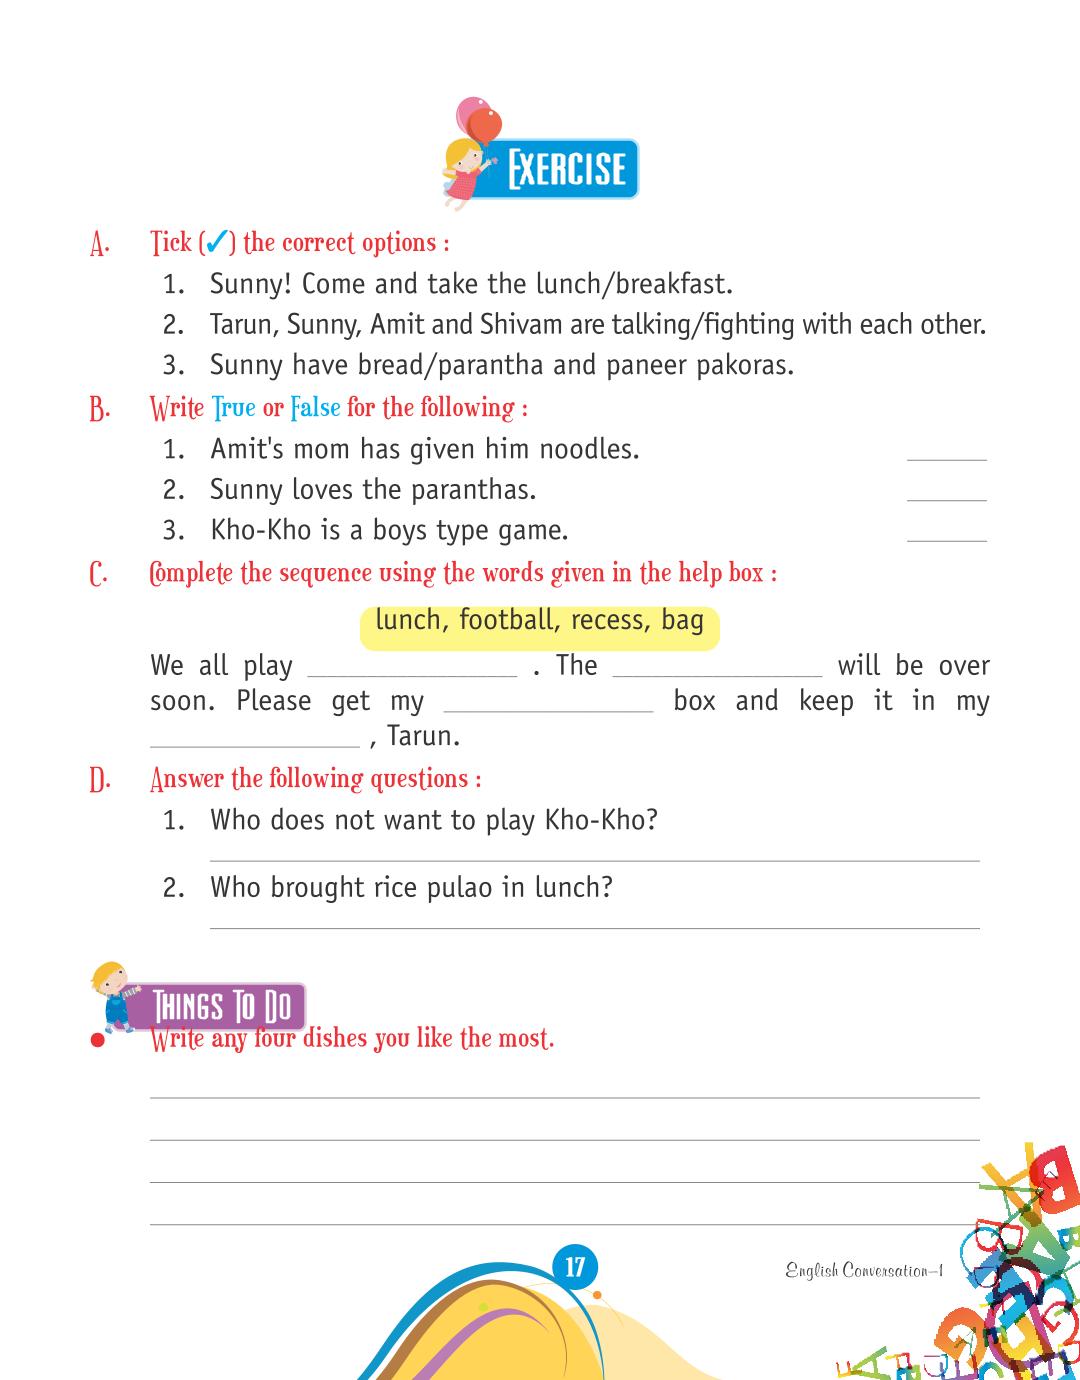 EXERCISE
A. Tick (✓) the correct options :
1. Sunny! Come and take the lunch/breakfast.
2. Tarun, Sunny, Amit and Shivam are talking/fighting with each other.
3. Sunny have bread/parantha and paneer pakoras.
B. Write True or False for the following :
1. Amit's mom has given him noodles. ______
2. Sunny loves the paranthas. ______
3. Kho-Kho is a boys type game. ______
C. Complete the sequence using the words given in the help box :
lunch, football, recess, bag
We all play ______________ . The ______________ will be over
soon. Please get my ______________ box and keep it in my
______________ , Tarun.
D. Answer the following questions :
1. Who does not want to play Kho-Kho?
2. Who brought rice pulao in lunch?
THINGS TO DO
● Write any four dishes you like the most.
17
English Conversation–1